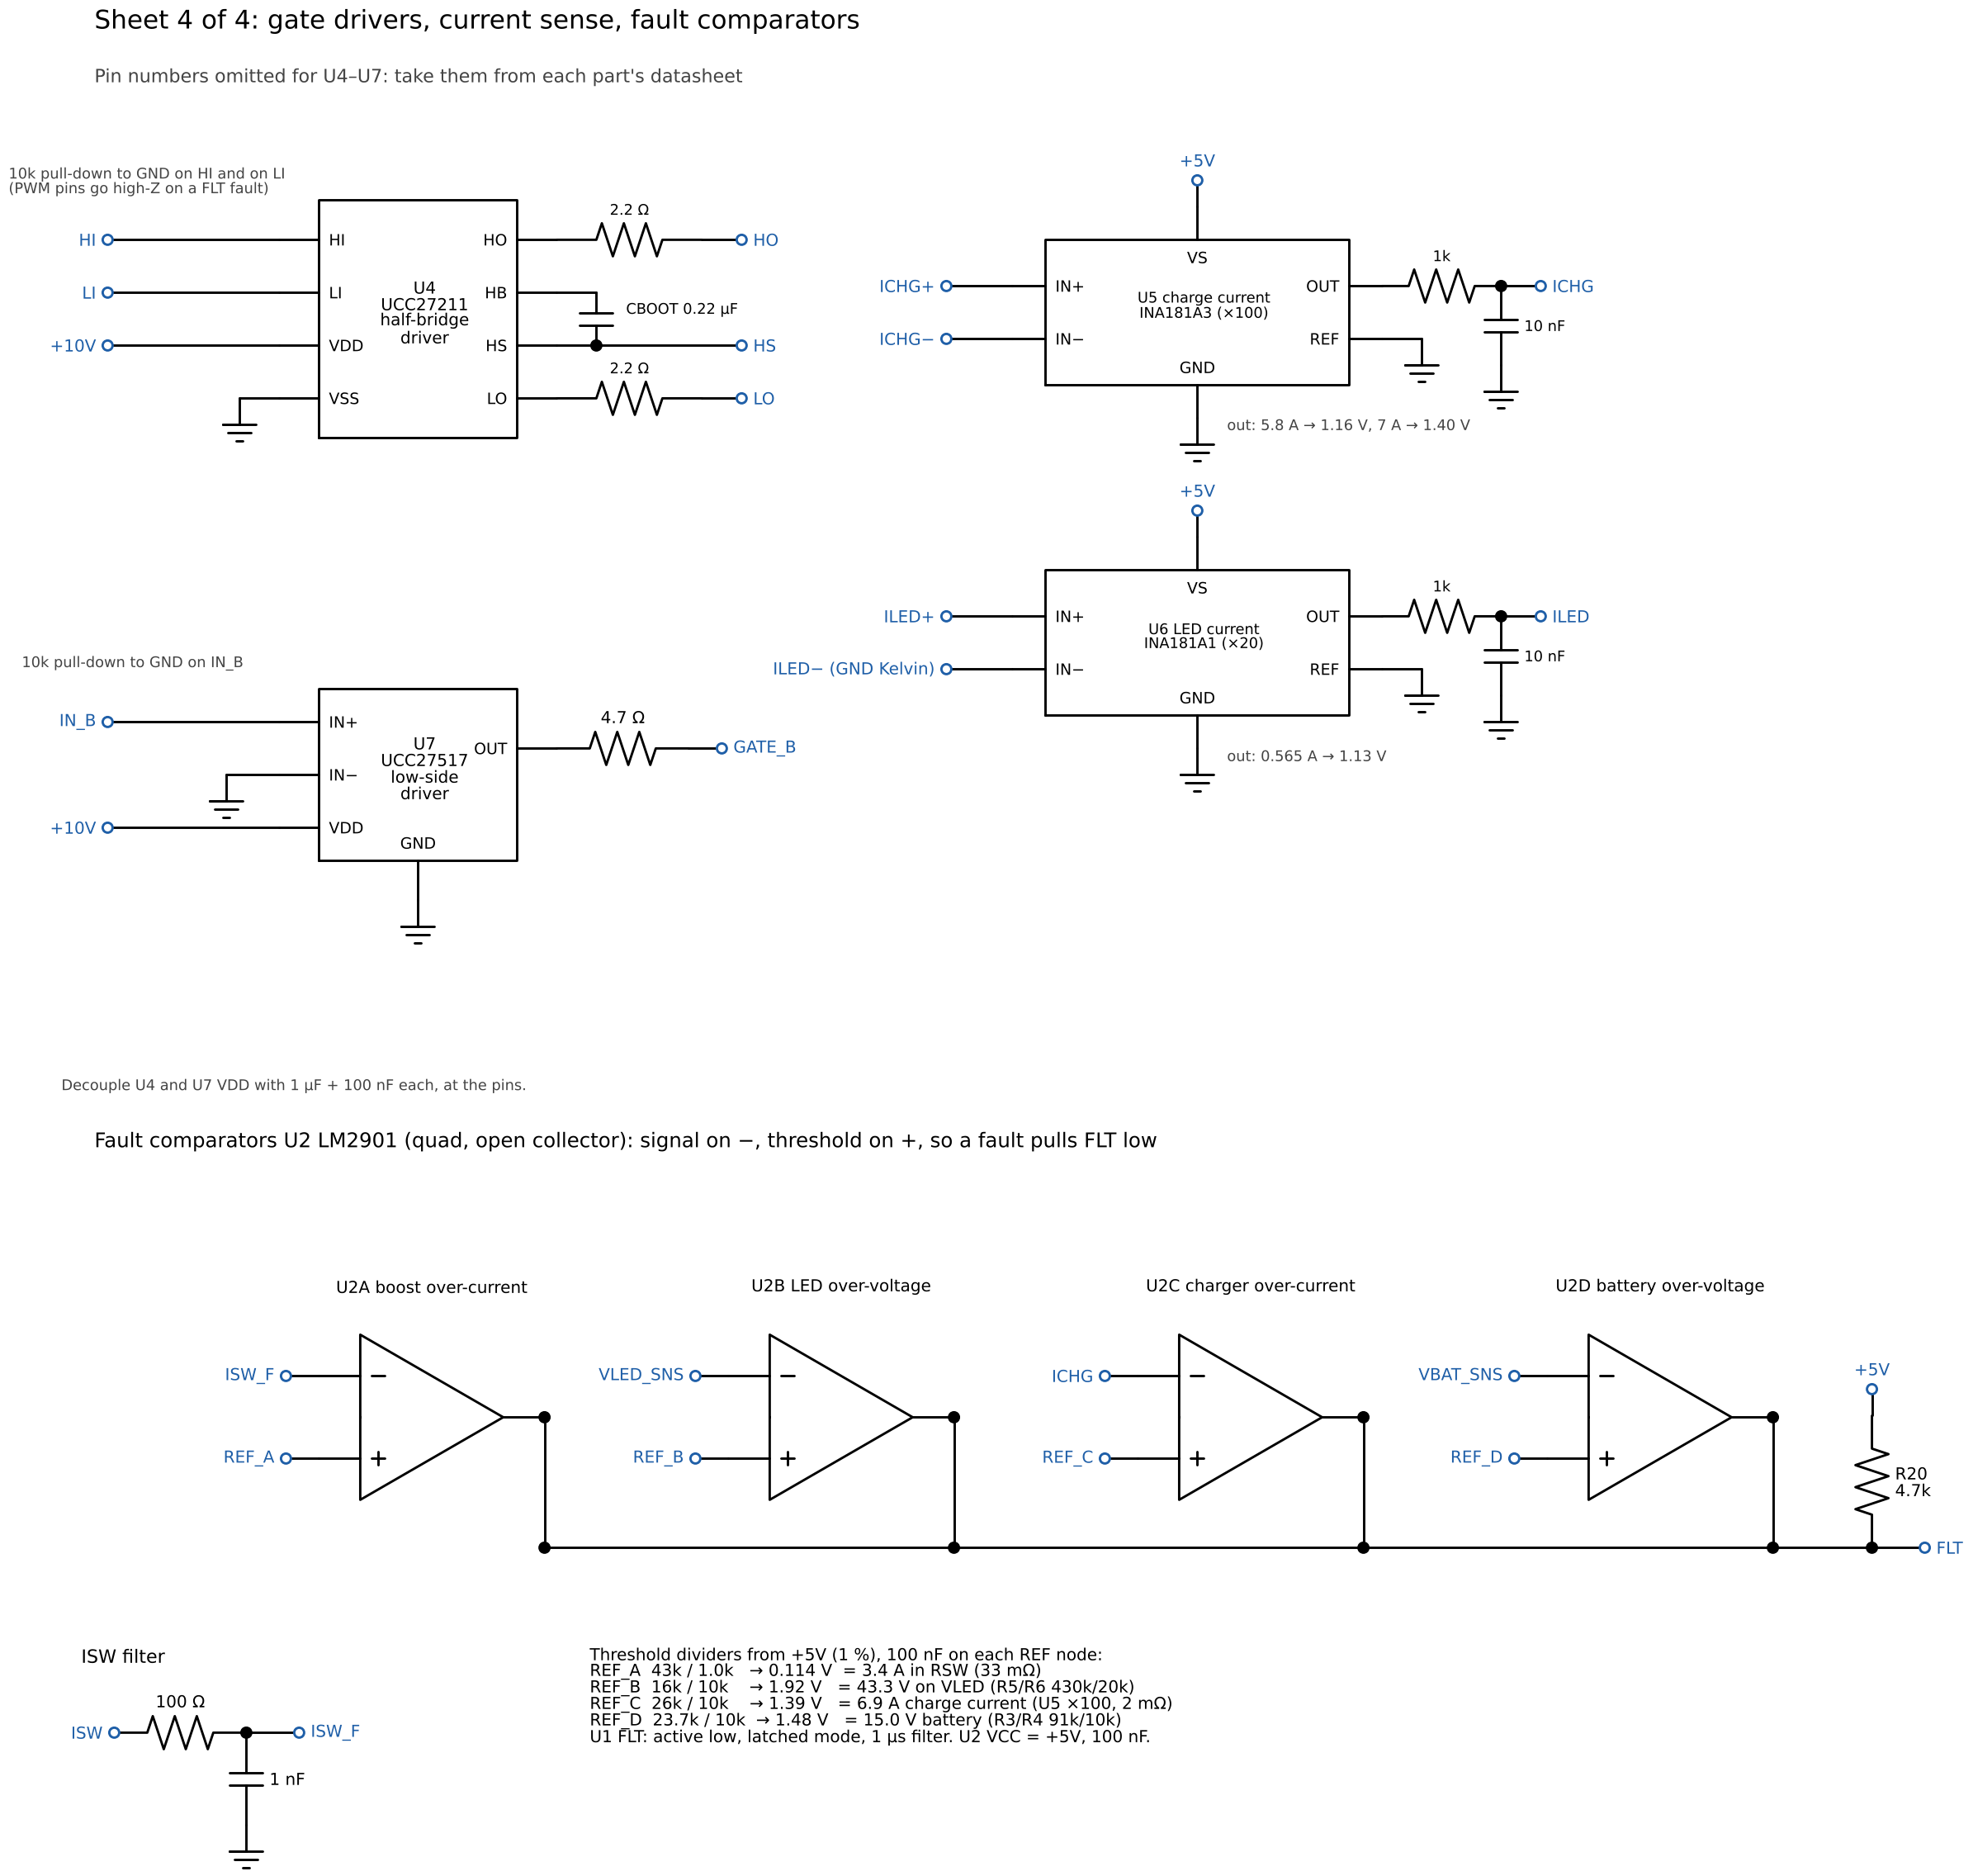 Sheet 4 of 4: gate drivers, current sense, fault comparators
Pin numbers omitted for U4–U7: take them from each part's datasheet
10k pull-down to GND on HI and on LI
(PWM pins go high-Z on a FLT fault)
HI
LI
+10V
HI
LI
VDD
VSS
U4
UCC27211
half-bridge
driver
HO
HB
HS
LO
2.2 Ω
CBOOT 0.22 µF
2.2 Ω
HO
HS
LO
+5V
ICHG+
ICHG−
IN+
IN−
VS
U5 charge current
INA181A3 (×100)
GND
OUT
REF
1k
ICHG
10 nF
out: 5.8 A → 1.16 V, 7 A → 1.40 V
+5V
ILED+
ILED− (GND Kelvin)
IN+
IN−
VS
U6 LED current
INA181A1 (×20)
GND
OUT
REF
1k
ILED
10 nF
out: 0.565 A → 1.13 V
10k pull-down to GND on IN_B
IN_B
+10V
IN+
IN−
VDD
U7
UCC27517
low-side
driver
GND
OUT
4.7 Ω
GATE_B
Decouple U4 and U7 VDD with 1 µF + 100 nF each, at the pins.
Fault comparators U2 LM2901 (quad, open collector): signal on −, threshold on +, so a fault pulls FLT low
U2A boost over-current
ISW_F
REF_A
−
+
U2B LED over-voltage
VLED_SNS
REF_B
−
+
U2C charger over-current
ICHG
REF_C
−
+
U2D battery over-voltage
VBAT_SNS
REF_D
−
+
+5V
R20
4.7k
FLT
ISW filter
100 Ω
ISW
ISW_F
1 nF
Threshold dividers from +5V (1 %), 100 nF on each REF node:
REF_A 43k / 1.0k → 0.114 V = 3.4 A in RSW (33 mΩ)
REF_B 16k / 10k → 1.92 V = 43.3 V on VLED (R5/R6 430k/20k)
REF_C 26k / 10k → 1.39 V = 6.9 A charge current (U5 ×100, 2 mΩ)
REF_D 23.7k / 10k → 1.48 V = 15.0 V battery (R3/R4 91k/10k)
U1 FLT: active low, latched mode, 1 µs filter. U2 VCC = +5V, 100 nF.